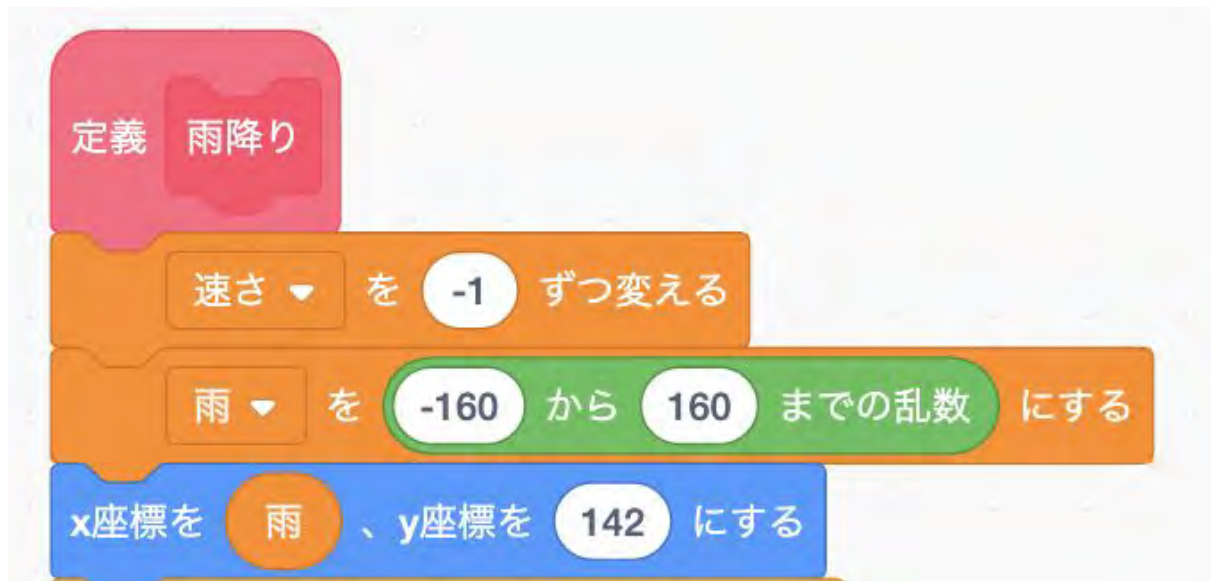 定義 雨降り
速さ を -1 ずつ変える
雨 を -160 から 160 までの乱数 にする
x座標を 雨 、y座標を 142 にする